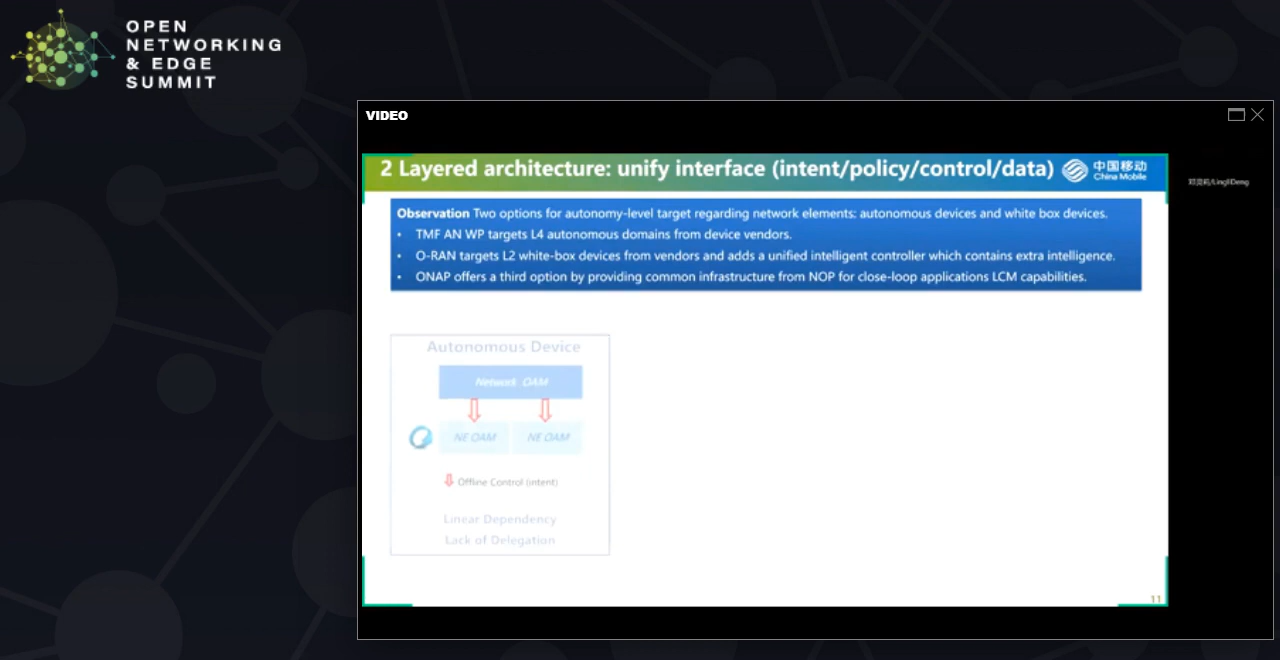 OPEN
NETWORKING
& EDGE
SUMMIT
VIDEO
2 Layered architecture: unify interface (intent/policy/control/data)
中国移动
China Mobile
LingliDeng
Observation Two options for autonomy-level target regarding network elements: autonomous devices and white box devices.
• TMF AN WP targets L4 autonomous domains from device vendors.
• O-RAN targets L2 white-box devices from vendors and adds a unified intelligent controller which contains extra intelligence.
• ONAP offers a third option by providing common infrastructure from NOP for close-loop applications LCM capabilities.
Autonomous Device
Network OAM
NE OAM NE OAM
Offline Control (intent)
Linear Dependency
Lack of Delegation
11